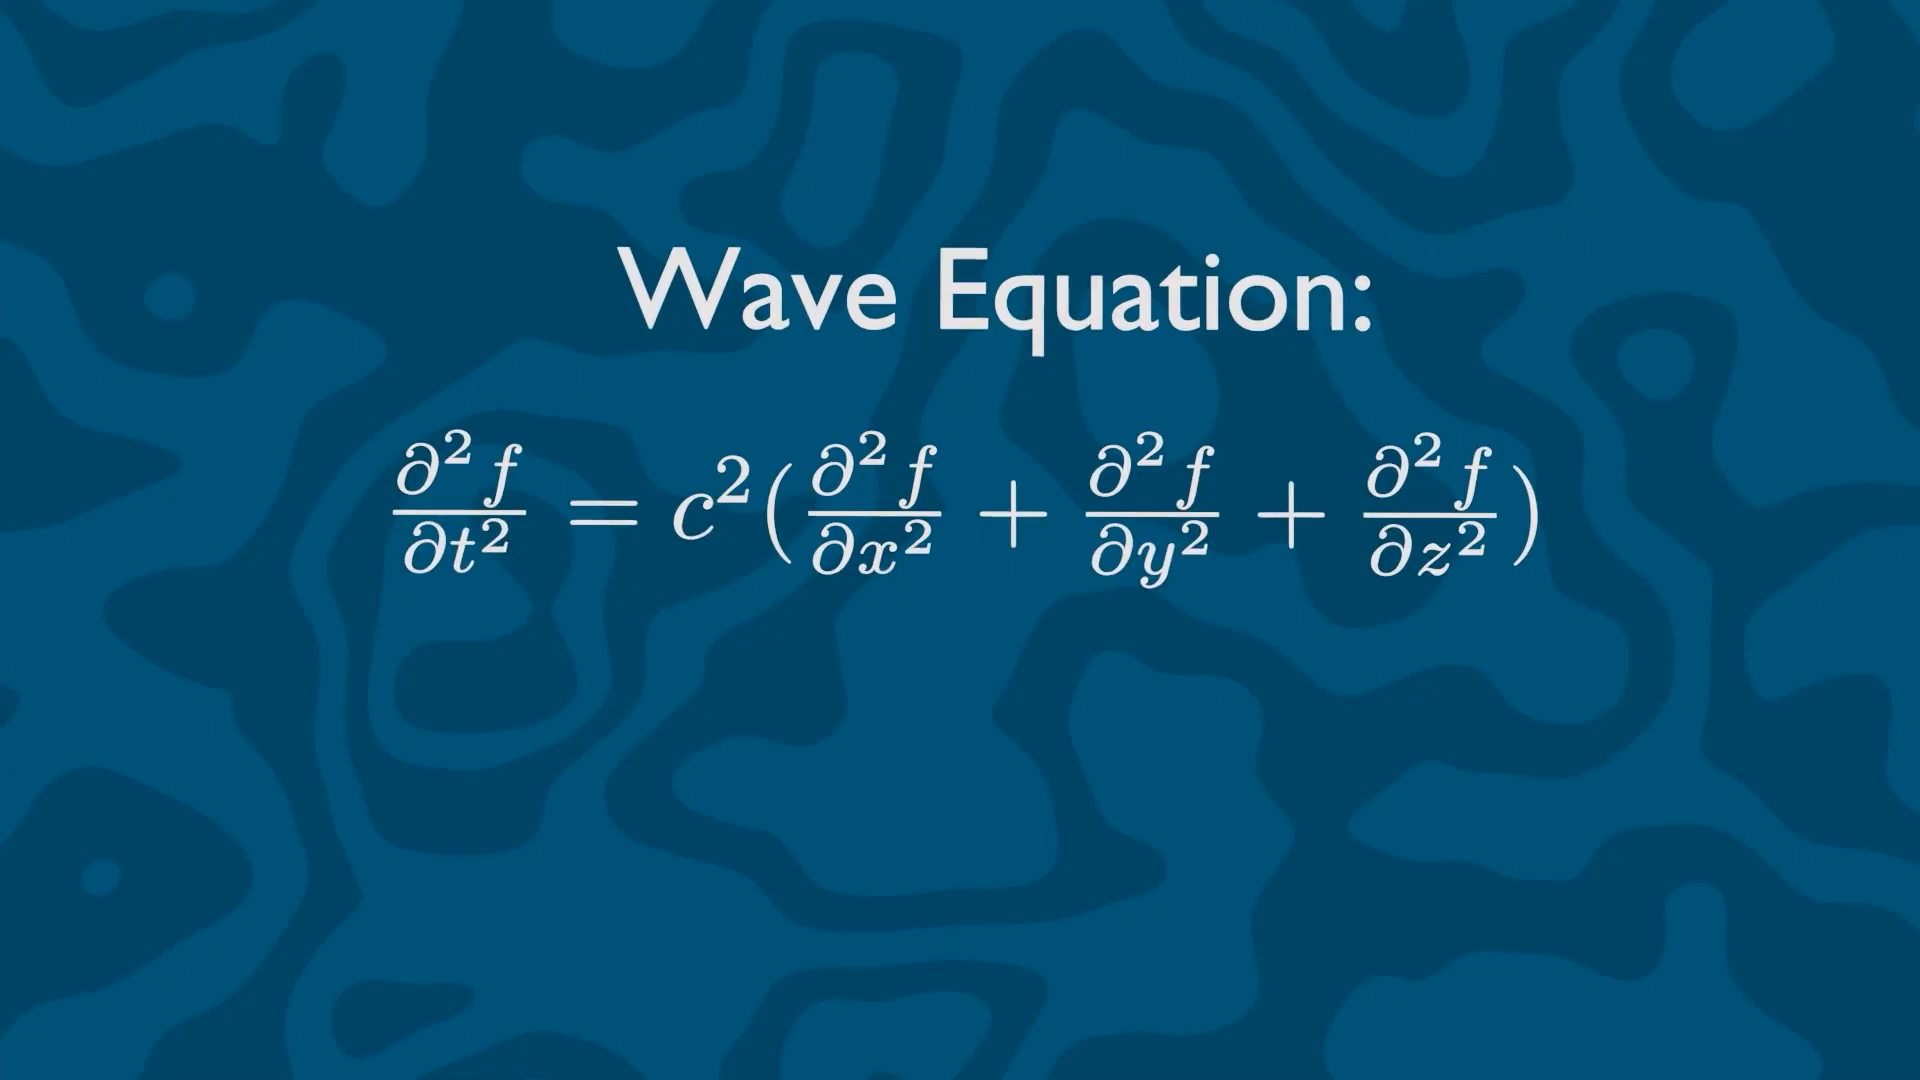 Wave Equation:
∂²f/∂t² = c²(∂²f/∂x² + ∂²f/∂y² + ∂²f/∂z²)